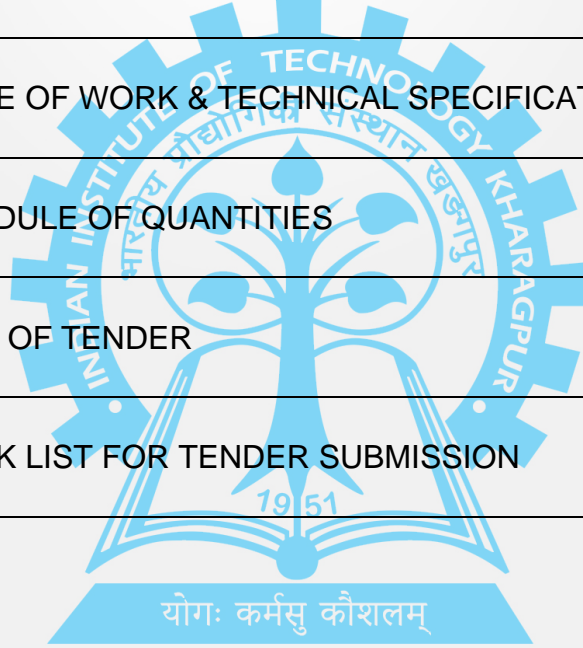 INDIAN INSTITUTE OF TECHNOLOGY KHARAGPUR
भारतीय प्रौद्योगिकी संस्थान खड़गपुर
E OF WORK & TECHNICAL SPECIFICAT
DULE OF QUANTITIES
OF TENDER
K LIST FOR TENDER SUBMISSION
1951
योगः कर्मसु कौशलम्